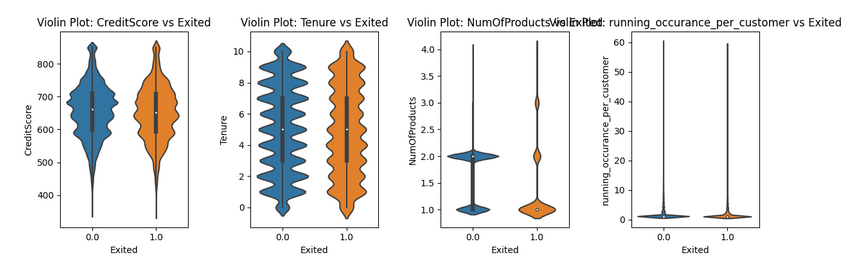 Violin Plot: CreditScore vs Exited
Violin Plot: Tenure vs Exited
Violin Plot: NumOfProducts vs Exited
running_occurance_per_customer vs Exited
CreditScore
800
700
600
500
400
0.0
1.0
Exited
Tenure
10
8
6
4
2
0
0.0
1.0
Exited
NumOfProducts
4.0
3.5
3.0
2.5
2.0
1.5
1.0
0.0
1.0
Exited
running_occurance_per_customer
60
50
40
30
20
10
0
0.0
1.0
Exited